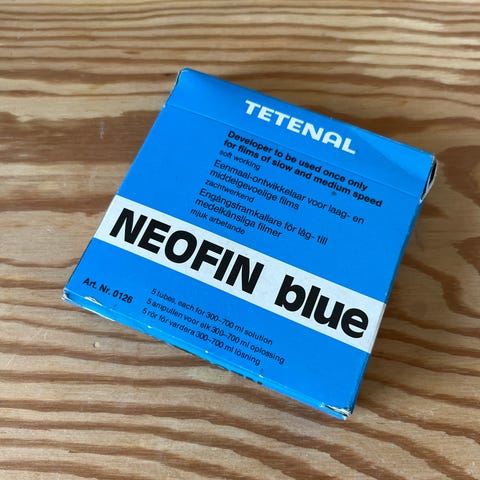 TETENAL
Developer to be used once only
for films of slow and medium speed
soft working
Eenmaal-ontwikkelaar voor laag- en
middelgevoelige films
zachtwerkend
Engångsframkallare för låg- till
medelkänsliga filmer
mjuk arbetande
NEOFIN blue
Art. Nr. 0126
5 tubes, each for 300-700 ml solution
5 ampullen voor elk 300-700 ml oplossing
5 rör för vardera 300-700 ml lösning